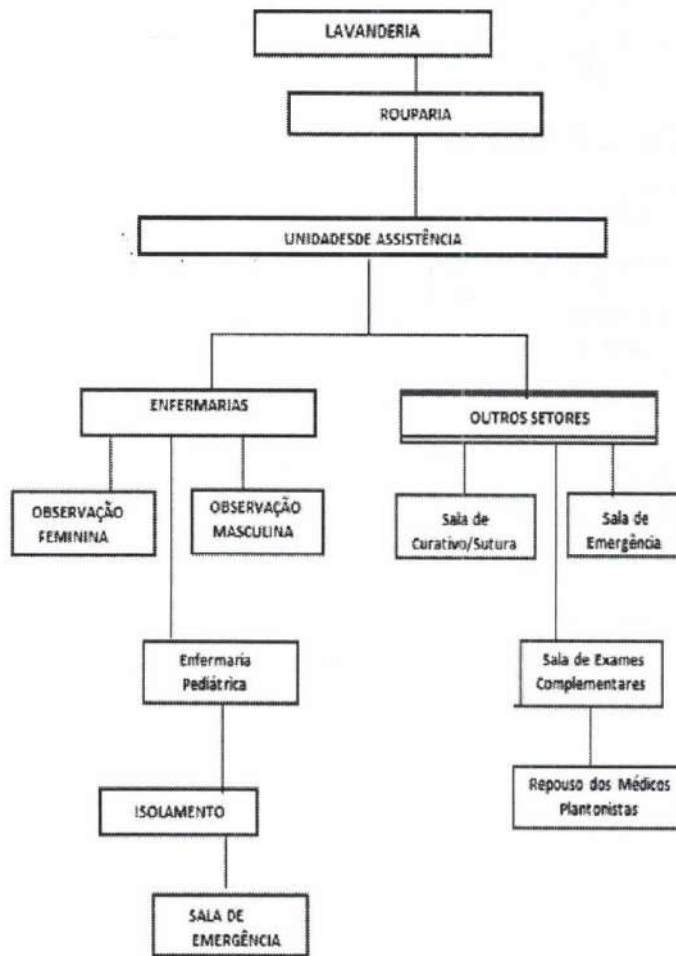 LAVANDERIA
ROUPARIA
UNIDADESDE ASSISTÊNCIA
ENFERMARIAS
OUTROS SETORES
OBSERVAÇÃO
FEMININA
OBSERVAÇÃO
MASCULINA
Sala de
Curativo/Sutura
Sala de
Emergência
Enfermaria
Pediátrica
Sala de Exames
Complementares
ISOLAMENTO
Repouso dos Médicos
Plantonistas
SALA DE
EMERGÊNCIA